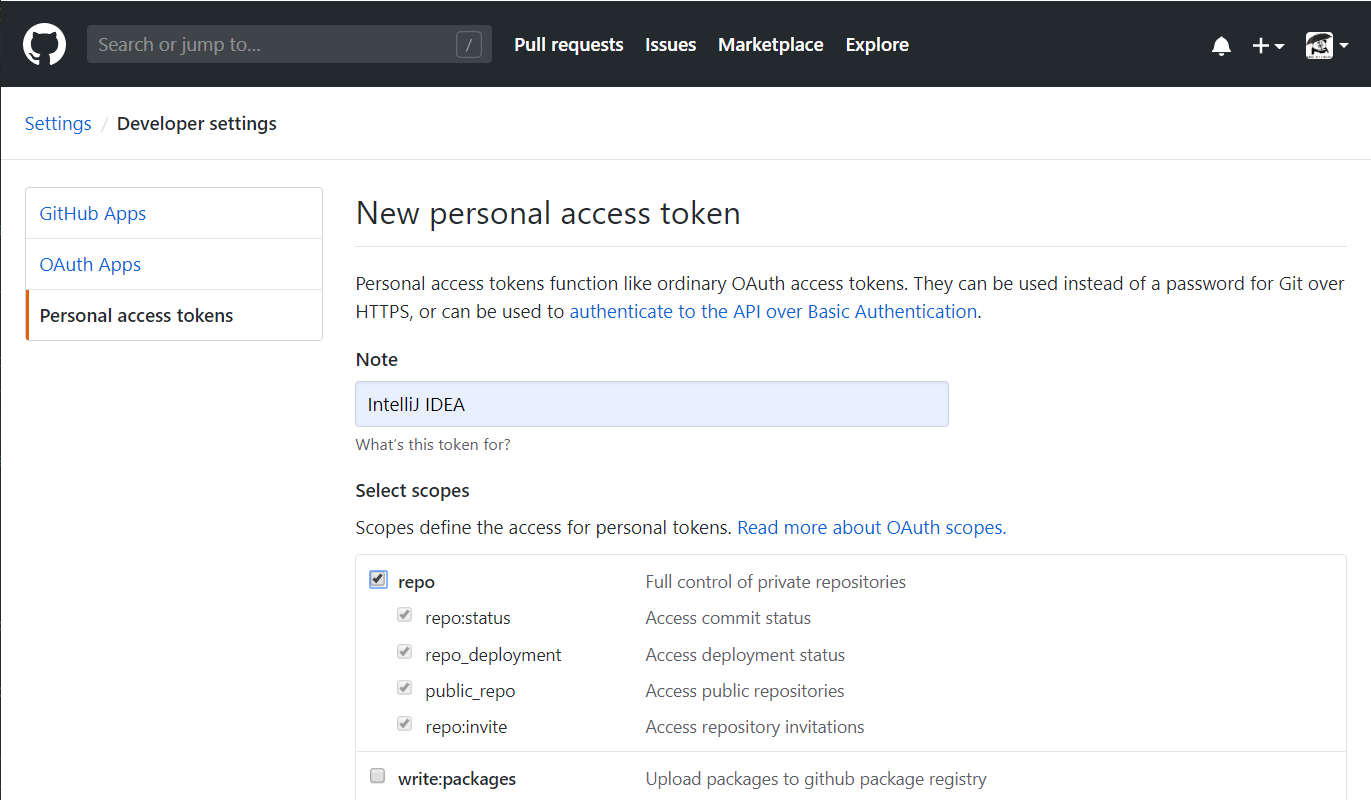 Search or jump to... /
Pull requests Issues Marketplace Explore
Settings / Developer settings
GitHub Apps
OAuth Apps
Personal access tokens
New personal access token
Personal access tokens function like ordinary OAuth access tokens. They can be used instead of a password for Git over
HTTPS, or can be used to authenticate to the API over Basic Authentication.
Note
IntelliJ IDEA
What's this token for?
Select scopes
Scopes define the access for personal tokens. Read more about OAuth scopes.
repo Full control of private repositories
repo:status Access commit status
repo_deployment Access deployment status
public_repo Access public repositories
repo:invite Access repository invitations
write:packages Upload packages to github package registry